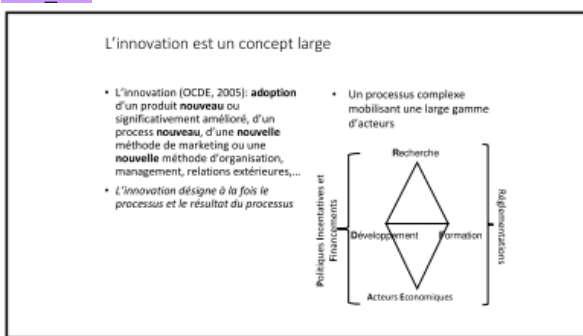 L'innovation est un concept large
• L'innovation (OCDE, 2005): adoption
d'un produit nouveau ou
significativement amélioré, d'un
process nouveau, d'une nouvelle
méthode de marketing ou une
nouvelle méthode d'organisation,
management, relations extérieures,...
• L'innovation désigne à la fois le
processus et le résultat du processus
• Un processus complexe
mobilisant une large gamme
d'acteurs
Recherche
Politiques Incentatives et
Financements
Développement
Formation
Réglementations
Acteurs Economiques